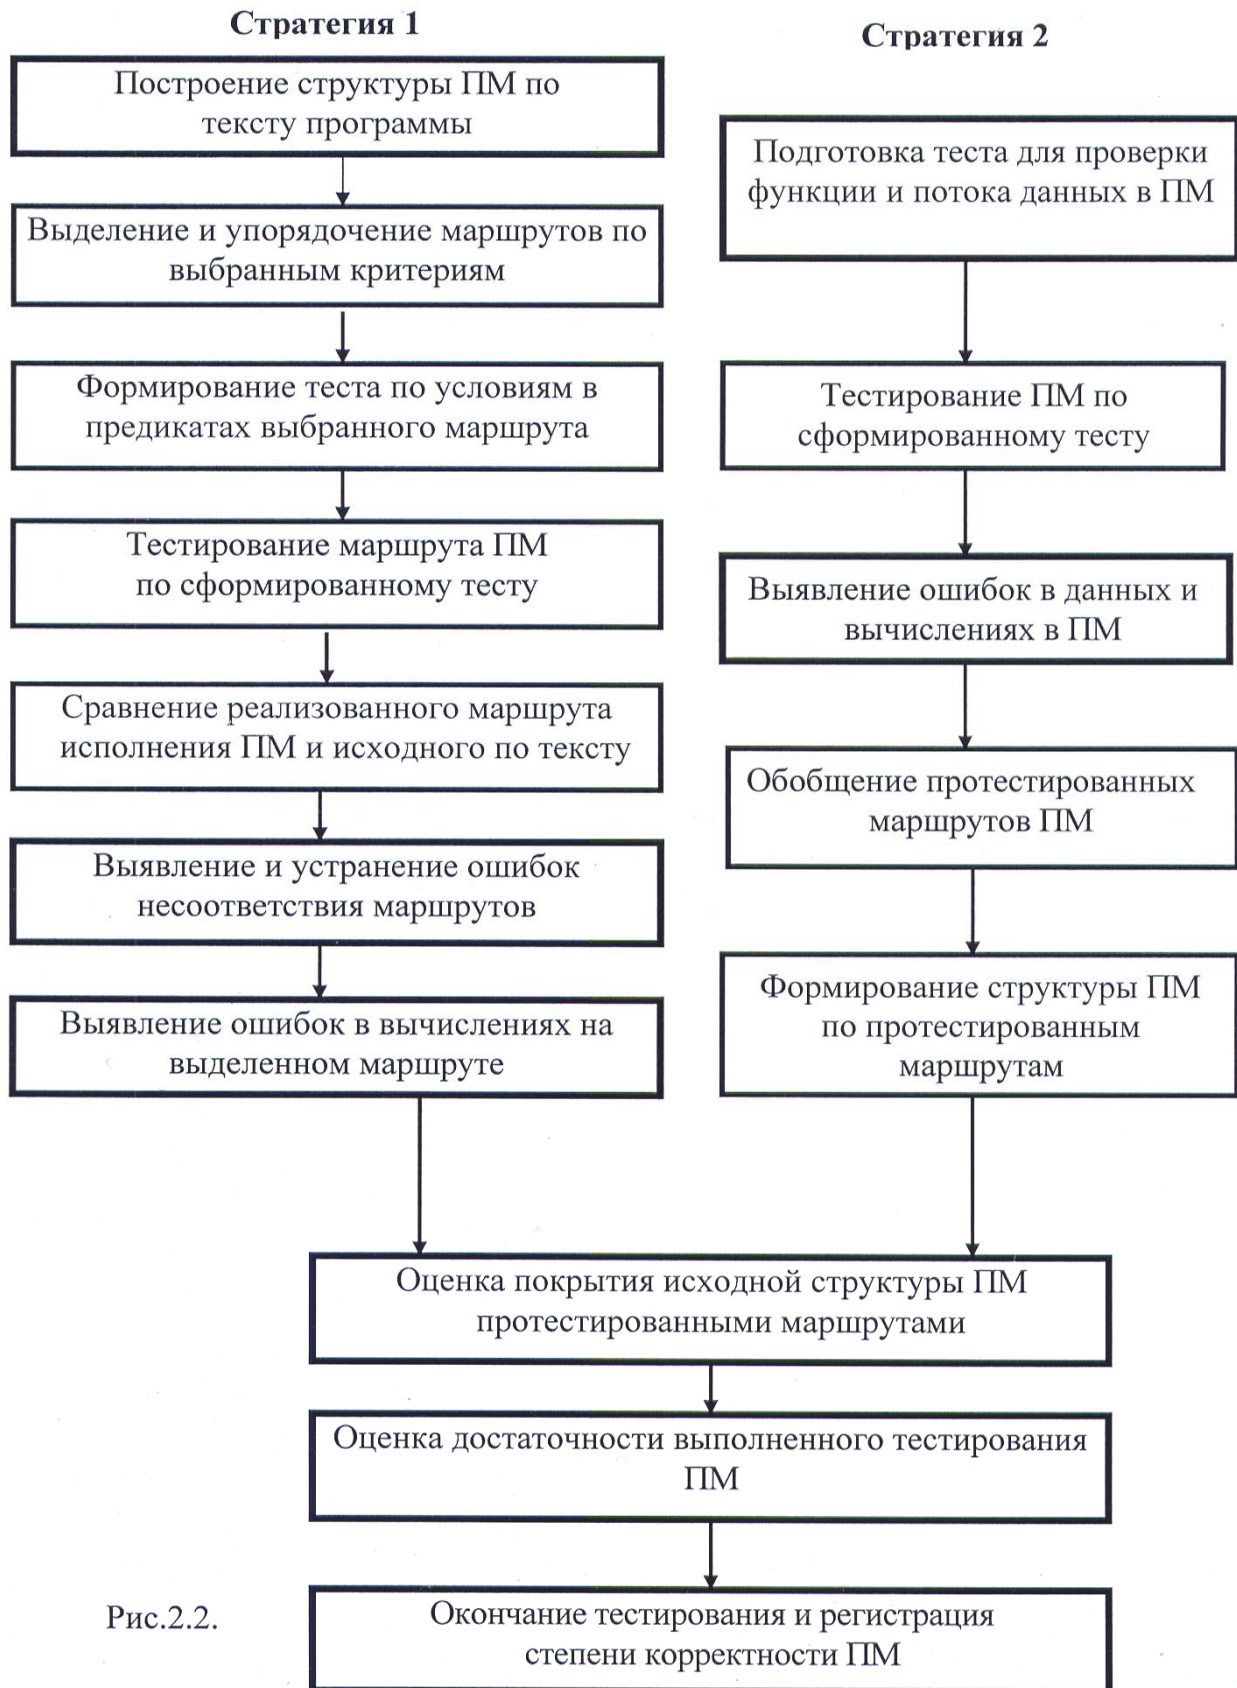 Стратегия 1
Построение структуры ПМ по
тексту программы
Выделение и упорядочение маршрутов по
выбранным критериям
Формирование теста по условиям в
предикатах выбранного маршрута
Тестирование маршрута ПМ
по сформированному тесту
Сравнение реализованного маршрута
исполнения ПМ и исходного по тексту
Выявление и устранение ошибок
несоответствия маршрутов
Выявление ошибок в вычислениях на
выделенном маршруте
Стратегия 2
Подготовка теста для проверки
функции и потока данных в ПМ
Тестирование ПМ по
сформированному тесту
Выявление ошибок в данных и
вычислениях в ПМ
Обобщение протестированных
маршрутов ПМ
Формирование структуры ПМ
по протестированным
маршрутам
Оценка покрытия исходной структуры ПМ
протестированными маршрутами
Оценка достаточности выполненного тестирования
ПМ
Окончание тестирования и регистрация
степени корректности ПМ
Рис.2.2.